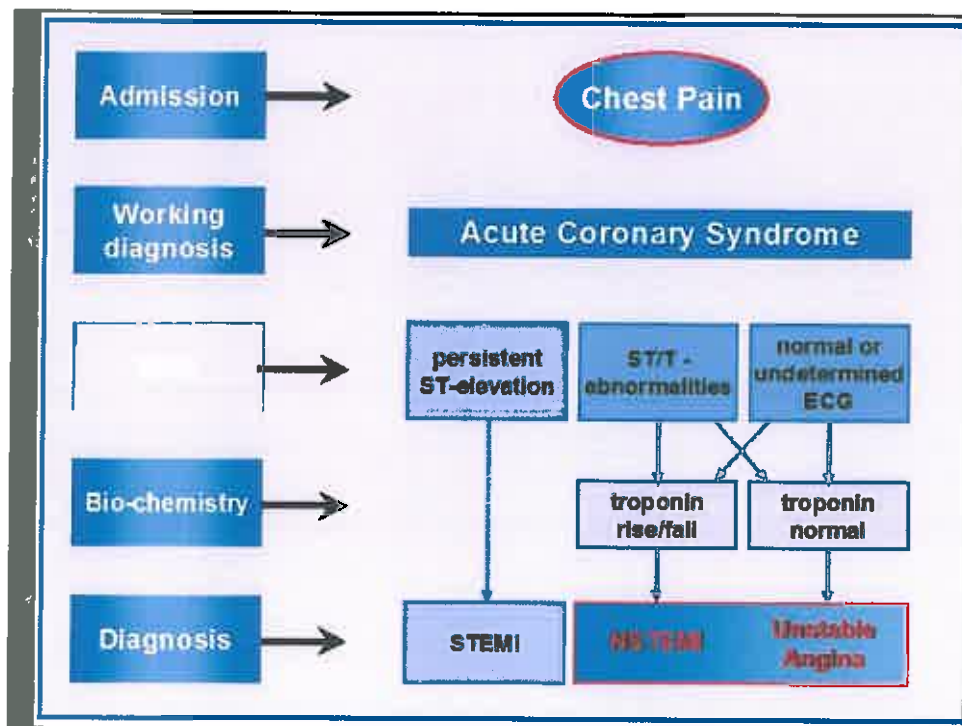 Admission
Chest Pain
Working
diagnosis
Acute Coronary Syndrome
persistent
ST-elevation
ST/T -
abnormalities
normal or
undetermined
ECG
Bio-chemistry
troponin
rise/fall
troponin
normal
Diagnosis
STEMI
NSTEMI
Unstable
Angina